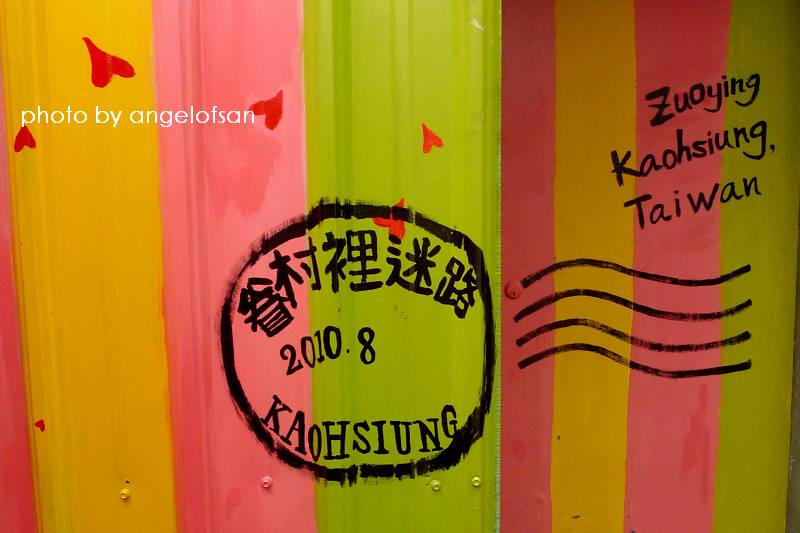 photo by angelofsan
Zuoying
Kaohsiung,
Taiwan
眷村裡迷路
2010.8
KAOHSIUNG